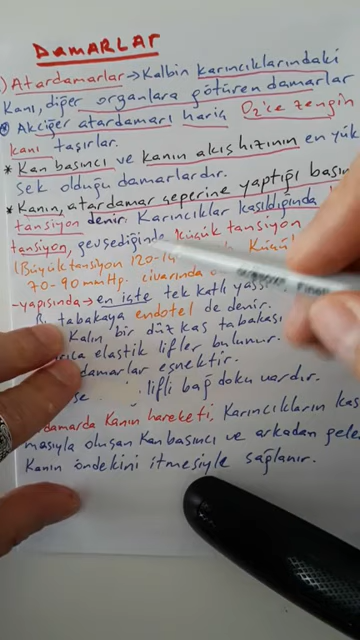 DAMARLAR
) Atardamarlar → Kalbin karıncıklarındaki
Kanı, diğer organlara götüren damarlar
* Akciğer atardamarı hariç O₂'ce zengin
kanı taşırlar.
* Kan basıncı ve kanın akış hızının en yük
sek olduğu damarlardır.
* Kanın, atardamar çeperine yaptığı basın
tansiyon denir. Karıncıklar kasıldığında
tansiyon, gevşediğinde küçük tansiyon
(Büyük tansiyon 120-14 Küçük
70-90 mmHg. civarında
-yapısında → en içte tek katlı yassı
tabakaya endotel de denir.
Kalın bir düz kas tabakası
elastik lifler bulunur.
damarlar esnektir.
lifli bağ doku vardır.
damarda Kanın hareketi. Karıncıkların kas
masıyla oluşan Kan basıncı ve arkadan gele
Kanın öndekini itmesiyle sağlanır.